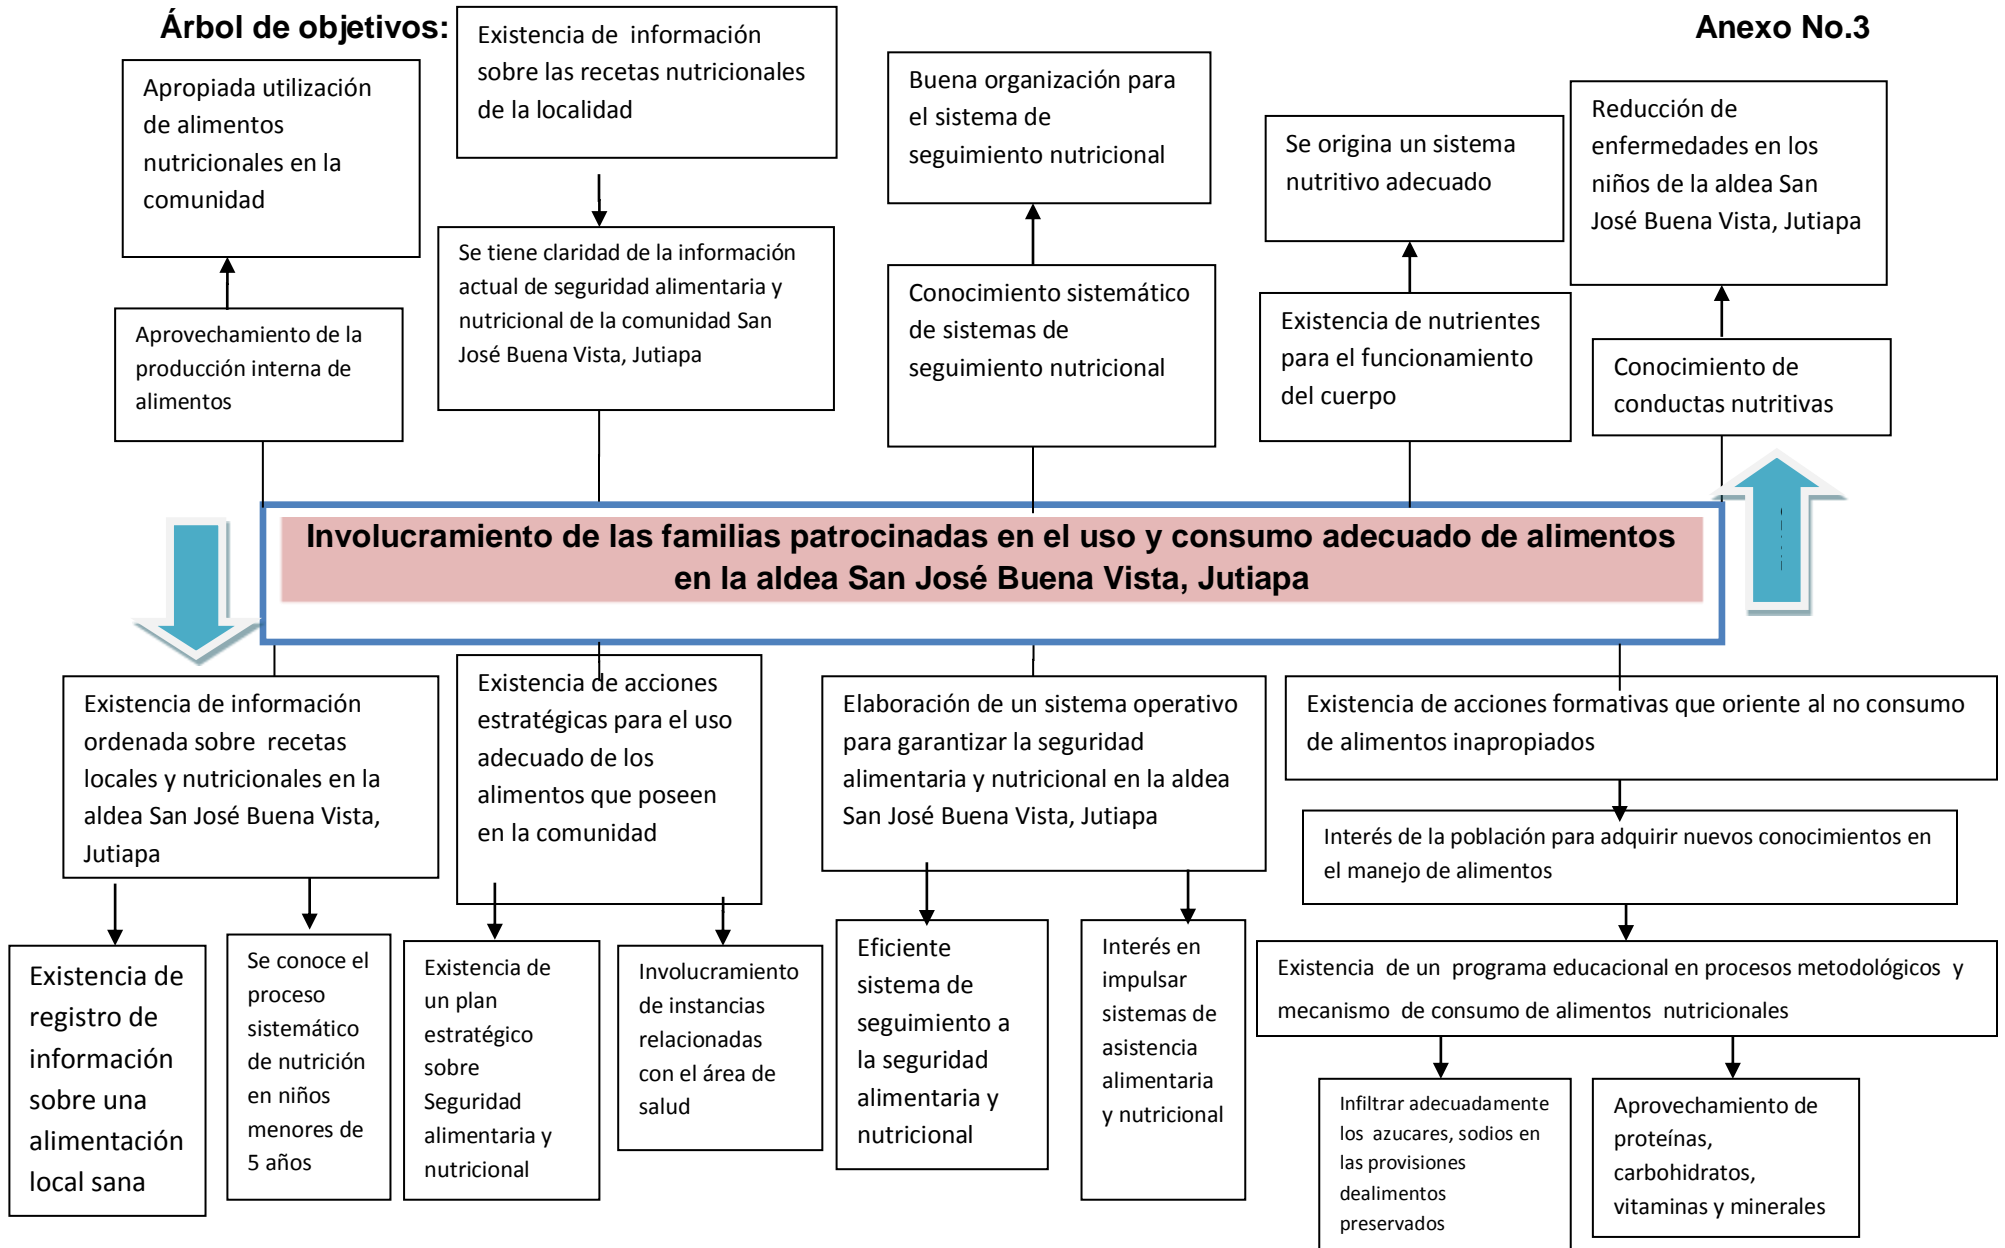 Árbol de objetivos:
Anexo No.3
Existencia de información
sobre las recetas nutricionales
de la localidad
Apropiada utilización
de alimentos
nutricionales en la
comunidad
Buena organización para
el sistema de
seguimiento nutricional
Se origina un sistema
nutritivo adecuado
Reducción de
enfermedades en los
niños de la aldea San
José Buena Vista, Jutiapa
Aprovechamiento de la
producción interna de
alimentos
Se tiene claridad de la información
actual de seguridad alimentaria y
nutricional de la comunidad San
José Buena Vista, Jutiapa
Conocimiento sistemático
de sistemas de
seguimiento nutricional
Existencia de nutrientes
para el funcionamiento
del cuerpo
Conocimiento de
conductas nutritivas
Involucramiento de las familias patrocinadas en el uso y consumo adecuado de alimentos
en la aldea San José Buena Vista, Jutiapa
Existencia de información
ordenada sobre recetas
locales y nutricionales en la
aldea San José Buena Vista,
Jutiapa
Existencia de acciones
estratégicas para el uso
adecuado de los
alimentos que poseen
en la comunidad
Elaboración de un sistema operativo
para garantizar la seguridad
alimentaria y nutricional en la aldea
San José Buena Vista, Jutiapa
Existencia de acciones formativas que oriente al no consumo
de alimentos inapropiados
Interés de la población para adquirir nuevos conocimientos en
el manejo de alimentos
Existencia de un programa educacional en procesos metodológicos y
mecanismo de consumo de alimentos nutricionales
Existencia de
registro de
información
sobre una
alimentación
local sana
Se conoce el
proceso
sistemático
de nutrición
en niños
menores de
5 años
Existencia de
un plan
estratégico
sobre
Seguridad
alimentaria y
nutricional
Involucramiento
de instancias
relacionadas
con el área de
salud
Eficiente
sistema de
seguimiento a
la seguridad
alimentaria y
nutricional
Interés en
impulsar
sistemas de
asistencia
alimentaria
y nutricional
Infiltrar adecuadamente
los azucares, sodios en
las provisiones
dealimentos
preservados
Aprovechamiento de
proteínas,
carbohidratos,
vitaminas y minerales